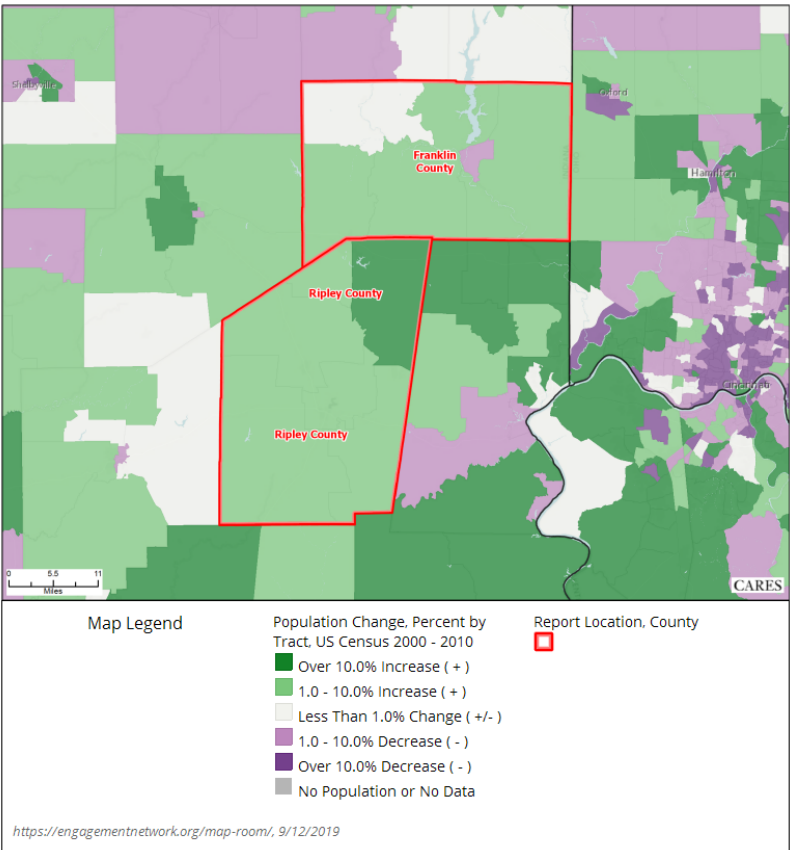 Shelbyville
Oxford
Franklin
County
Hamilton
Ripley County
Cincinnati
Ripley County
0 5.5 11
Miles
CARES
Map Legend
Population Change, Percent by
Tract, US Census 2000 - 2010
Over 10.0% Increase ( + )
1.0 - 10.0% Increase ( + )
Less Than 1.0% Change ( +/- )
1.0 - 10.0% Decrease ( - )
Over 10.0% Decrease ( - )
No Population or No Data
Report Location, County
https://engagementnetwork.org/map-room/, 9/12/2019